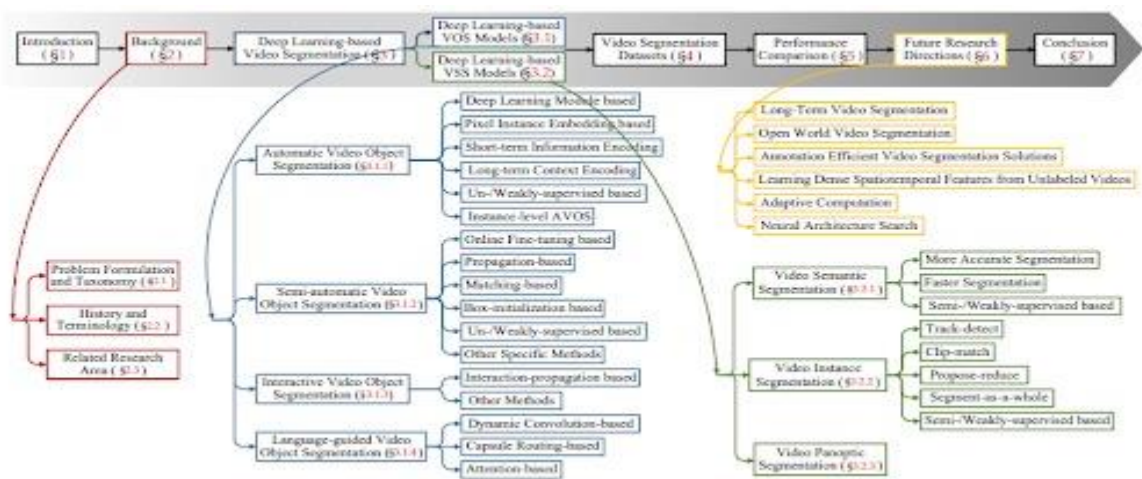 Introduction
( §1 )
Background
( §2 )
Deep Learning-based
Video Segmentation ( §3 )
Deep Learning-based
VOS Models ( §3.1 )
Deep Learning-based
VSS Models ( §3.2 )
Video Segmentation
Datasets ( §4 )
Performance
Comparison ( §5 )
Future Research
Directions ( §6 )
Conclusion
( §7 )
Problem Formulation
and Taxonomy ( §2.1 )
History and
Terminology ( §2.2 )
Related Research
Area ( §2.3 )
Automatic Video Object
Segmentation ( §3.1.1 )
Deep Learning Module based
Pixel Instance Embedding based
Short-term Information Encoding
Long-term Context Encoding
Un-/Weakly-supervised based
Instance-level AVOS
Semi-automatic Video
Object Segmentation ( §3.1.2 )
Online Fine-tuning based
Propagation-based
Matching-based
Box-initialization based
Un-/Weakly-supervised based
Other Specific Methods
Interactive Video Object
Segmentation ( §3.1.3 )
Interaction-propagation based
Other Methods
Language-guided Video
Object Segmentation ( §3.1.4 )
Dynamic Convolution-based
Capsule Routing-based
Attention-based
Long-Term Video Segmentation
Open World Video Segmentation
Annotation Efficient Video Segmentation Solutions
Learning Dense Spatiotemporal Features from Unlabeled Videos
Adaptive Computation
Neural Architecture Search
Video Semantic
Segmentation ( §3.2.1 )
More Accurate Segmentation
Faster Segmentation
Semi-/Weakly-supervised based
Video Instance
Segmentation ( §3.2.2 )
Track-detect
Clip-match
Propose-reduce
Segment-as-a-whole
Semi-/Weakly-supervised based
Video Panoptic
Segmentation ( §3.2.3 )